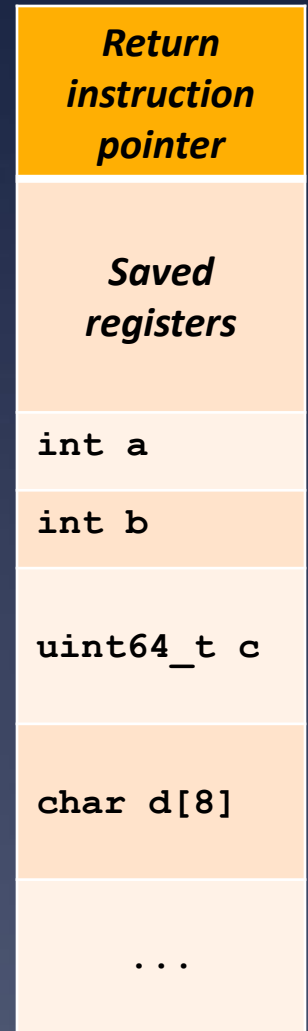 Return
instruction
pointer
Saved
registers
int a
int b
uint64_t c
char d[8]
...